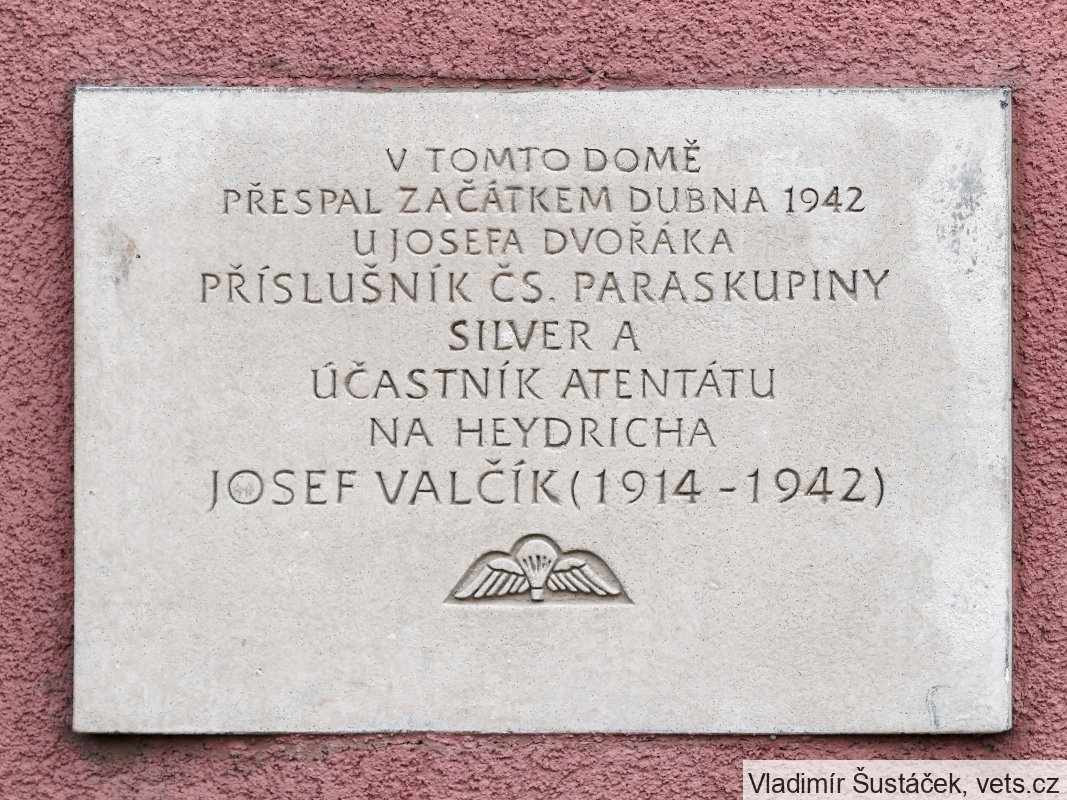 V TOMTO DOMĚ
PŘESPAL ZAČÁTKEM DUBNA 1942
U JOSEFA DVOŘÁKA
PŘÍSLUŠNÍK ČS. PARASKUPINY
SILVER A
ÚČASTNÍK ATENTÁTU
NA HEYDRICHA
JOSEF VALČÍK (1914 - 1942)
Vladimír Šustáček, vets.cz